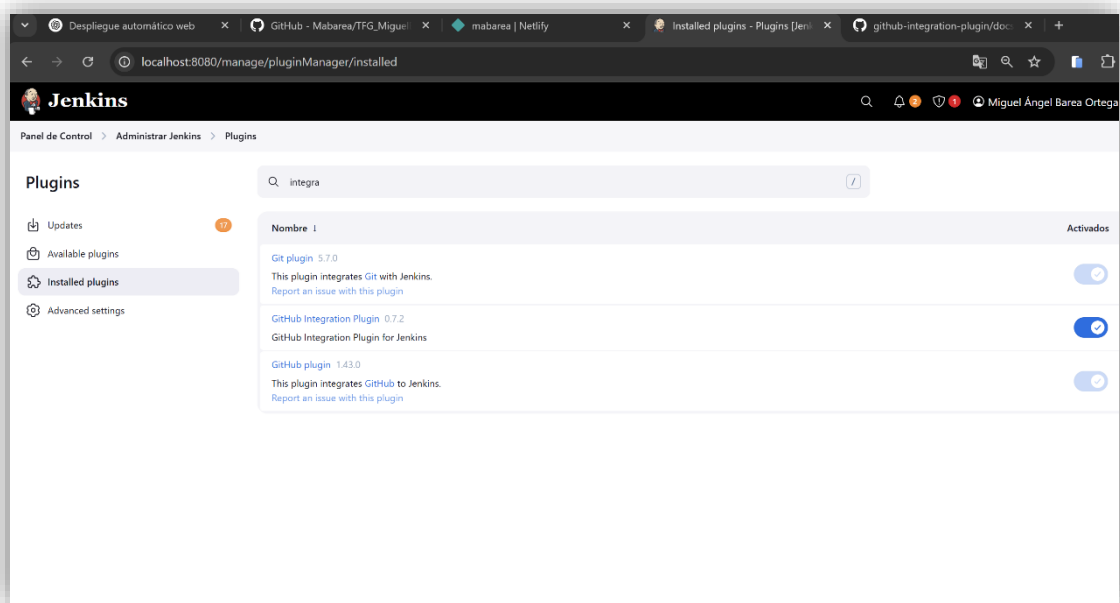 Despliegue automático web
GitHub - Mabarea/TFG_Miguel
mabarea | Netlify
Installed plugins - Plugins [Jen
github-integration-plugin/doc
localhost:8080/manage/pluginManager/installed
Jenkins
2
1
Miguel Ángel Barea Ortega
Panel de Control > Administrar Jenkins > Plugins
Plugins
integra
/
Updates
17
Available plugins
Installed plugins
Advanced settings
Nombre ↓
Activados
Git plugin 5.7.0
This plugin integrates Git with Jenkins.
Report an issue with this plugin
GitHub Integration Plugin 0.7.2
GitHub Integration Plugin for Jenkins
GitHub plugin 1.43.0
This plugin integrates GitHub to Jenkins.
Report an issue with this plugin